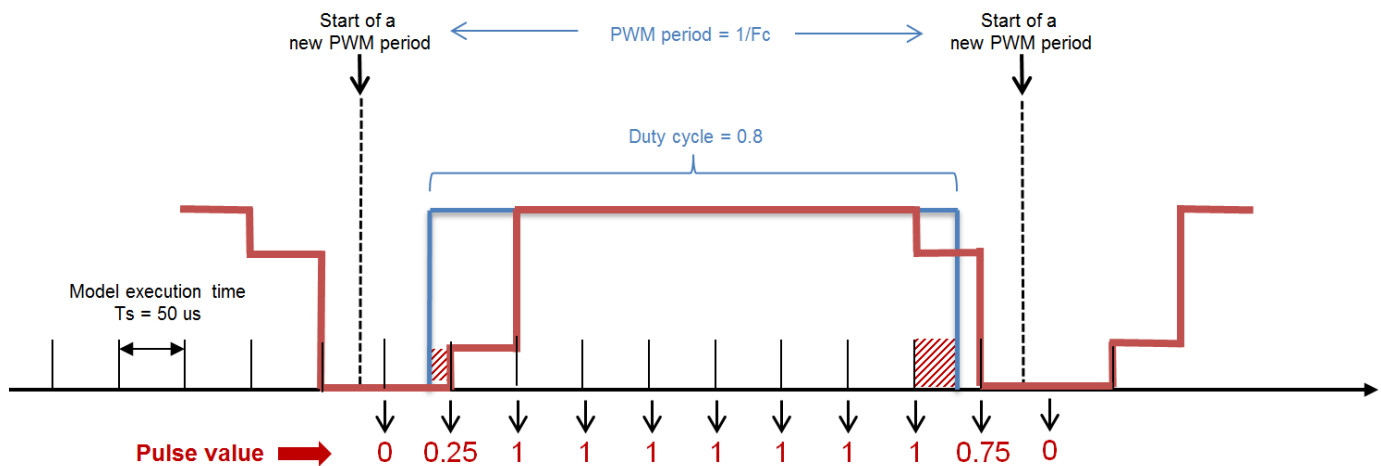 Start of a
new PWM period
PWM period = 1/Fc
Start of a
new PWM period
Duty cycle = 0.8
Model execution time
Ts = 50 us
Pulse value 0 0.25 1 1 1 1 1 1 1 0.75 0